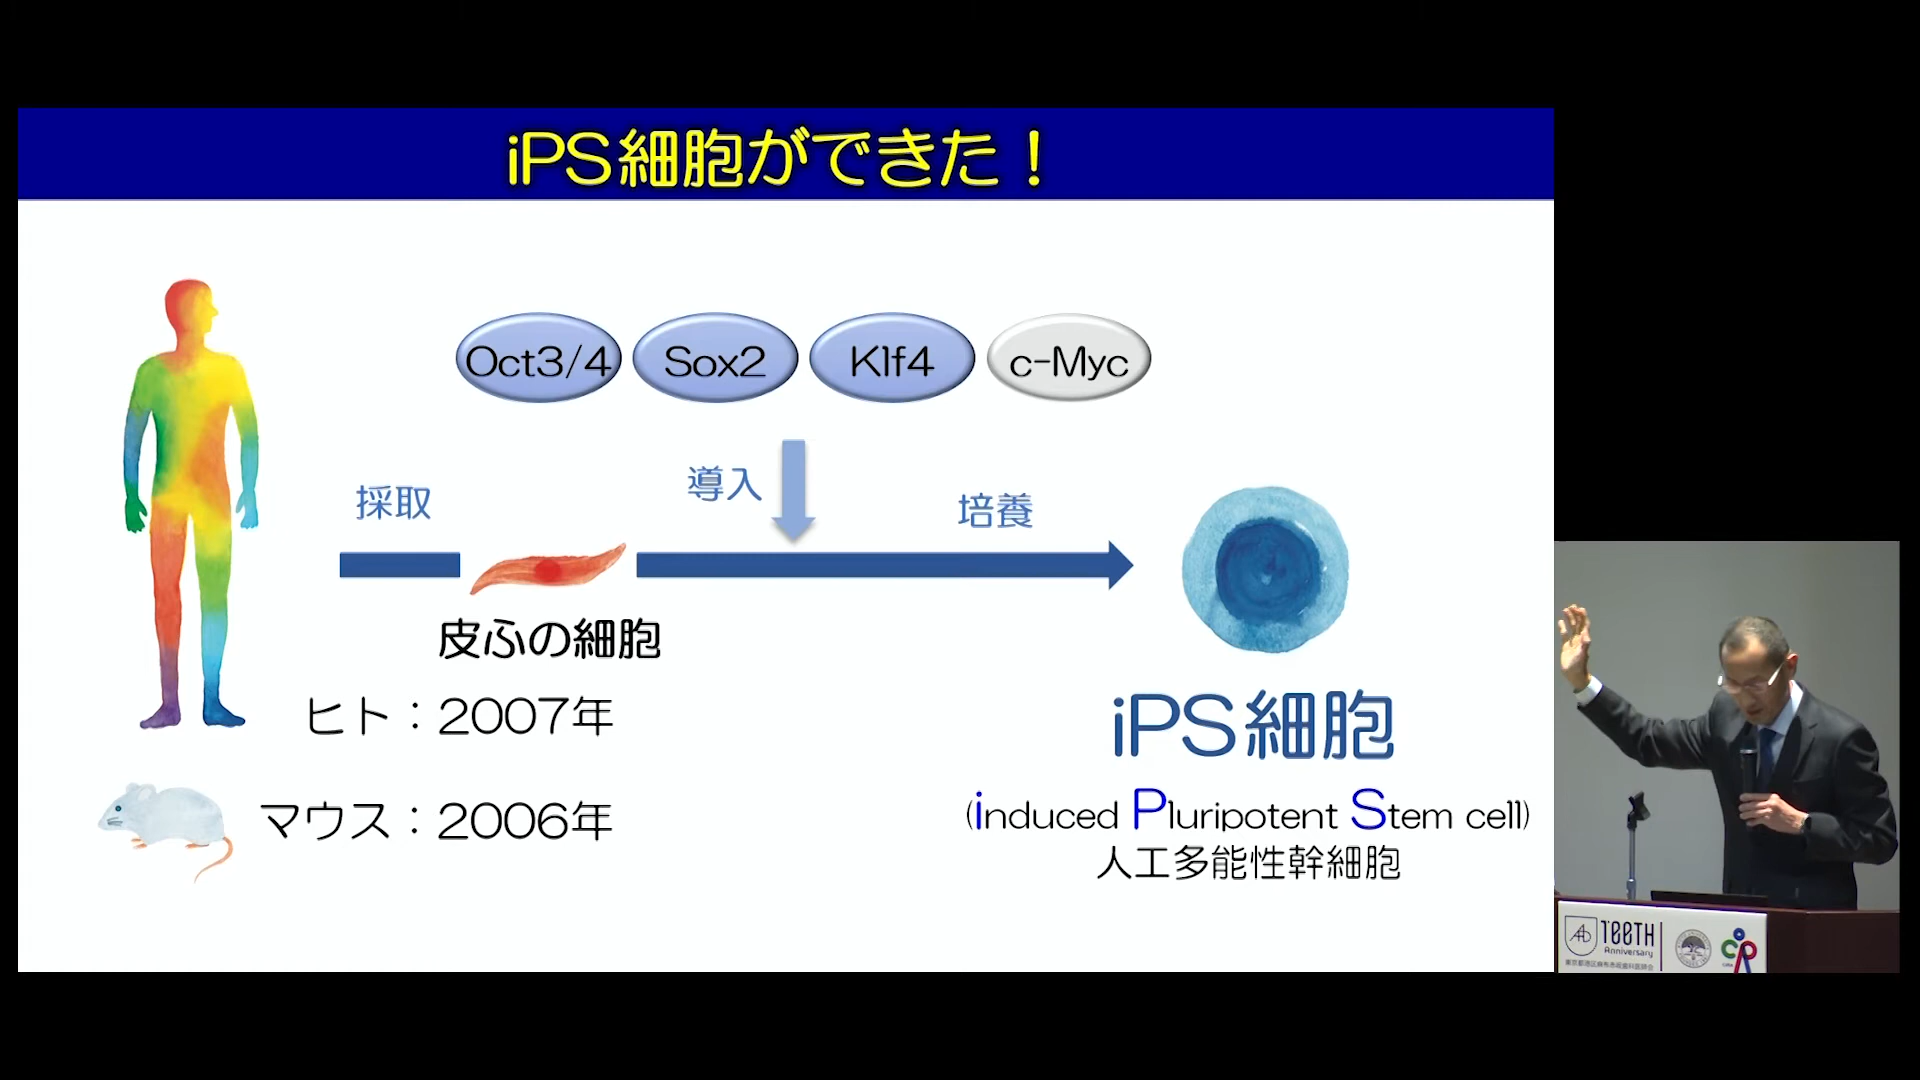 iPS細胞ができた！
Oct3/4
Sox2
Klf4
c-Myc
採取
導入
培養
皮ふの細胞
ヒト：2007年
マウス：2006年
iPS細胞
(induced Pluripotent Stem cell)
人工多能性幹細胞
100TH
Anniversary